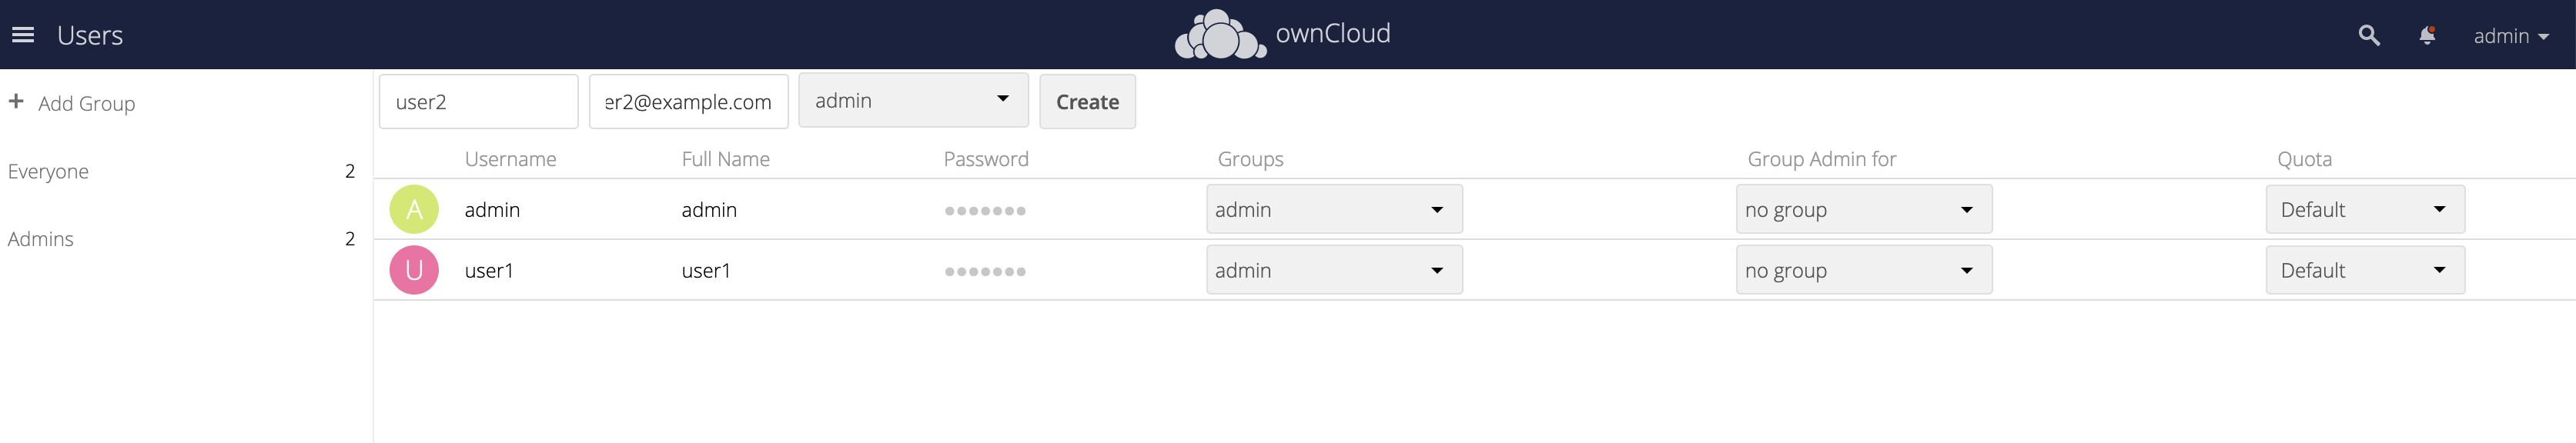 Users ownCloud admin
+ Add Group
user2 er2@example.com admin Create
Username Full Name Password Groups Group Admin for Quota
Everyone 2
A admin admin admin no group Default
Admins 2
U user1 user1 admin no group Default